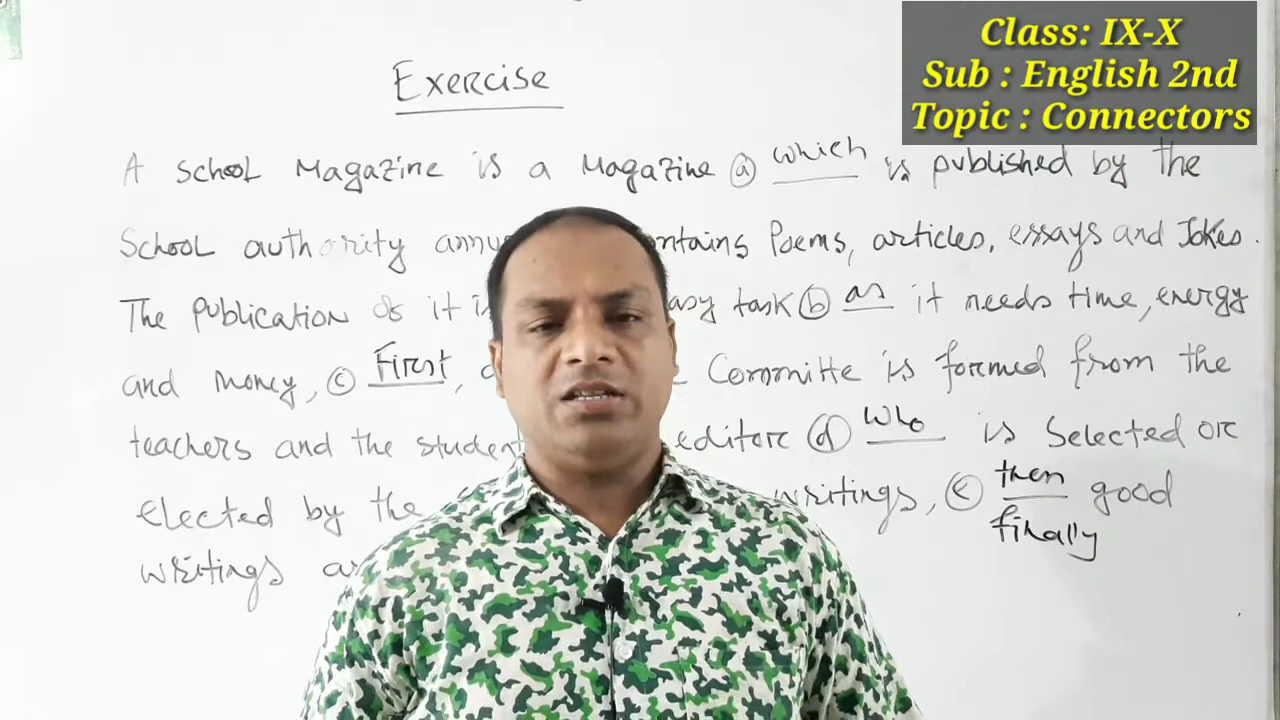 Class: IX-X
Sub : English 2nd
Topic : Connectors
Exercise
A School Magazine is a Magazine ⓐ which is published by the
School authority contains Poems, articles, essays and Jokes.
The Publication of it task ⓑ as it needs time, energy
and money, ⓒ First, Committe is formed from the
teachers and the editor ⓓ who is Selected or
elected by the writings, ⓔ then good
finally
writings